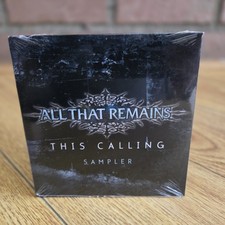 ALL THAT REMAINS
THIS CALLING
SAMPLER